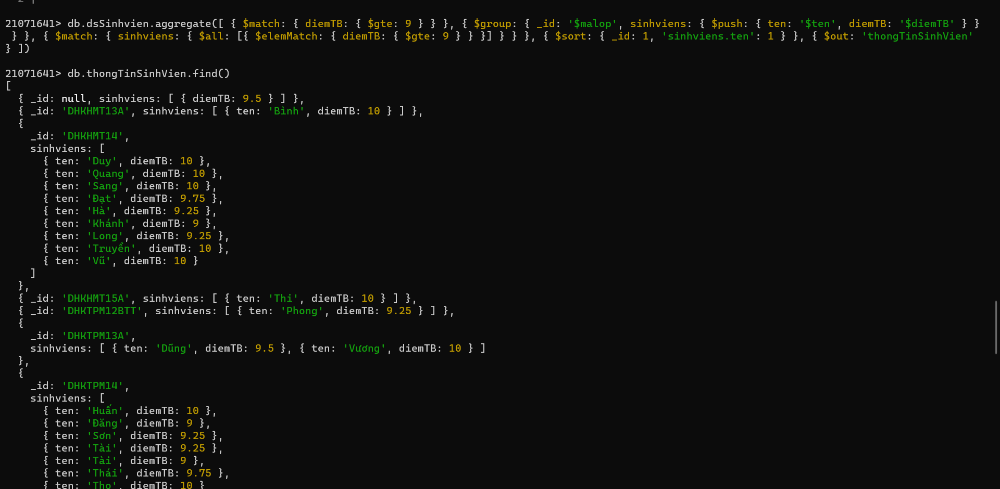 21071641> db.dsSinhvien.aggregate([ { $match: { diemTB: { $gte: 9 } } }, { $group: { _id: '$malop', sinhviens: { $push: { ten: '$ten', diemTB: '$diemTB' } }
} }, { $match: { sinhviens: { $all: [{ $elemMatch: { diemTB: { $gte: 9 } } }] } } }, { $sort: { _id: 1, 'sinhviens.ten': 1 } }, { $out: 'thongTinSinhVien'
} ])
21071641> db.thongTinSinhVien.find()
[
{ _id: null, sinhviens: [ { diemTB: 9.5 } ] },
{ _id: 'DHKHMT13A', sinhviens: [ { ten: 'Bình', diemTB: 10 } ] },
{
_id: 'DHKHMT14',
sinhviens: [
{ ten: 'Duy', diemTB: 10 },
{ ten: 'Quang', diemTB: 10 },
{ ten: 'Sang', diemTB: 10 },
{ ten: 'Đạt', diemTB: 9.75 },
{ ten: 'Hà', diemTB: 9.25 },
{ ten: 'Khánh', diemTB: 9 },
{ ten: 'Long', diemTB: 9.25 },
{ ten: 'Truyền', diemTB: 10 },
{ ten: 'Vũ', diemTB: 10 }
]
},
{ _id: 'DHKHMT15A', sinhviens: [ { ten: 'Thi', diemTB: 10 } ] },
{ _id: 'DHKTPM12BTT', sinhviens: [ { ten: 'Phong', diemTB: 9.25 } ] },
{
_id: 'DHKTPM13A',
sinhviens: [ { ten: 'Dũng', diemTB: 9.5 }, { ten: 'Vương', diemTB: 10 } ]
},
{
_id: 'DHKTPM14',
sinhviens: [
{ ten: 'Huấn', diemTB: 10 },
{ ten: 'Đăng', diemTB: 9 },
{ ten: 'Sơn', diemTB: 9.25 },
{ ten: 'Tài', diemTB: 9.25 },
{ ten: 'Tài', diemTB: 9 },
{ ten: 'Thái', diemTB: 9.75 },
{ ten: diemTB: 10 }